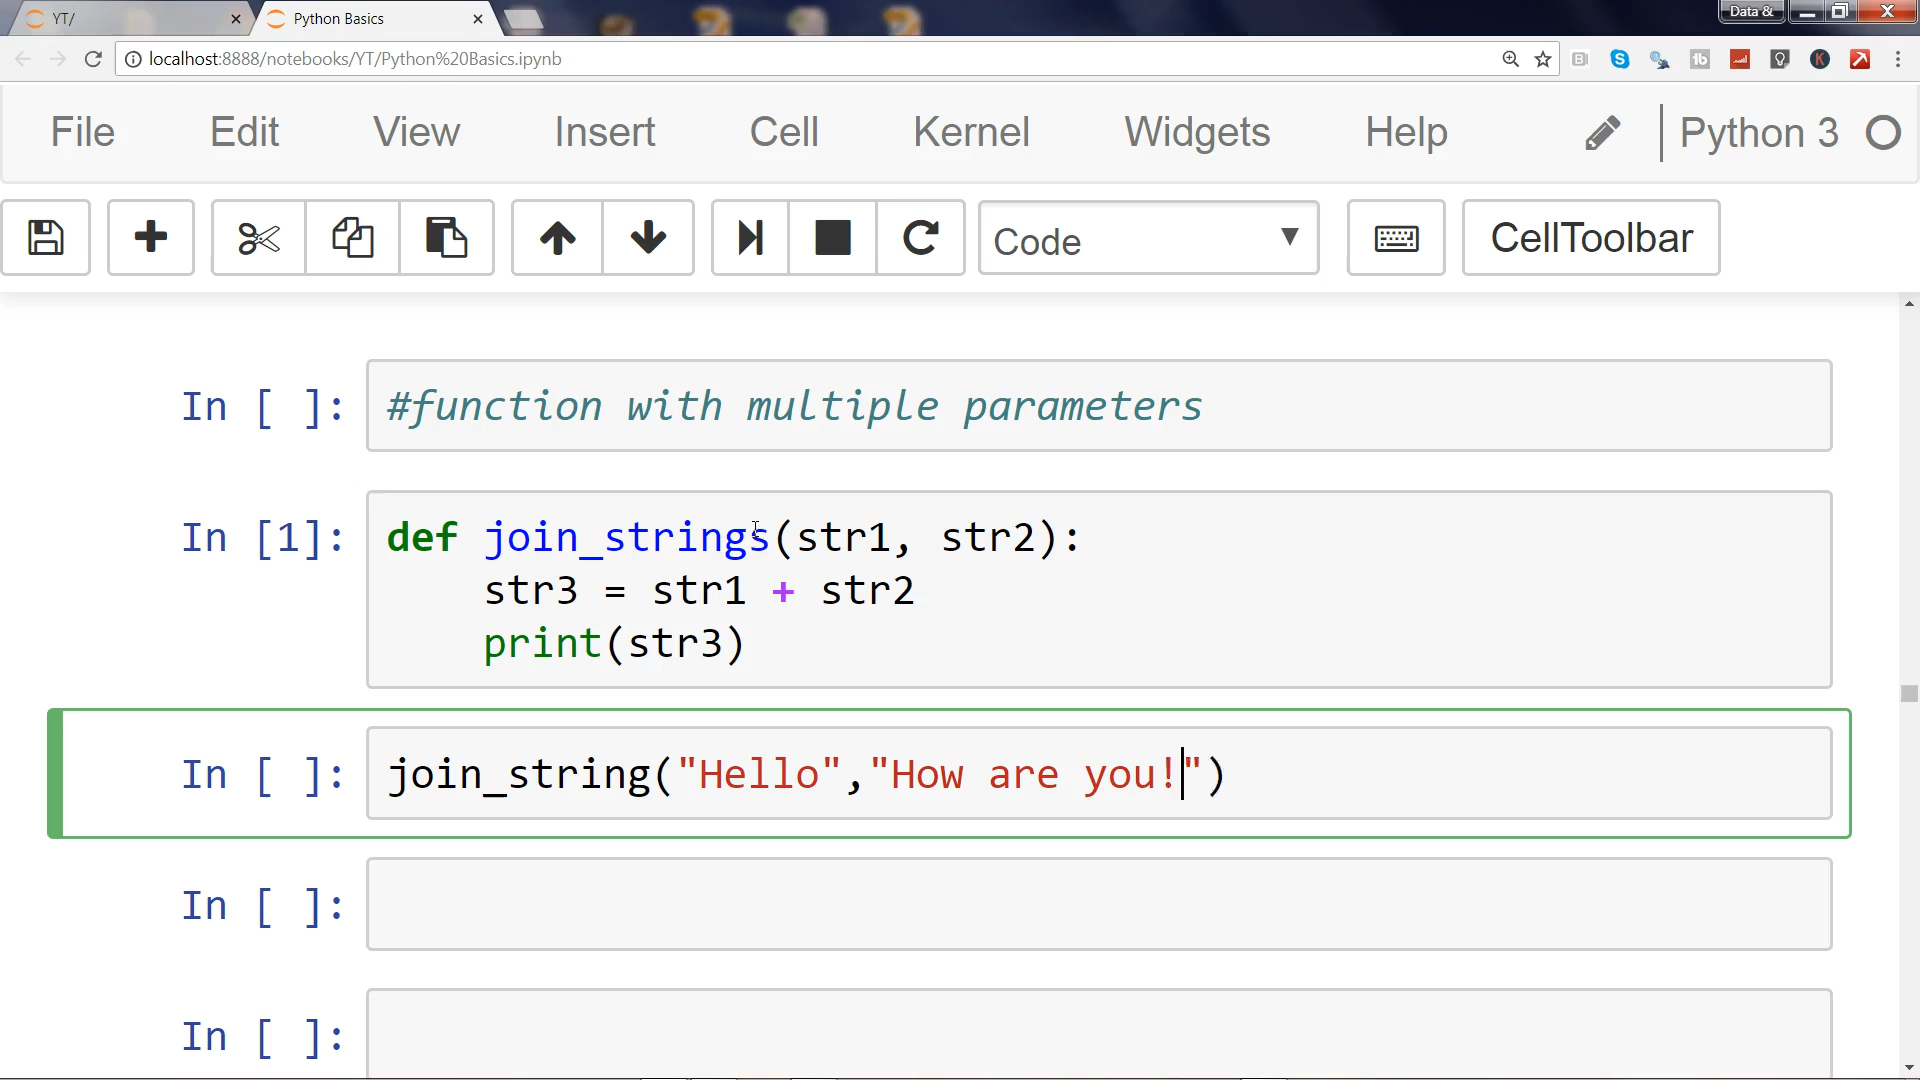 YT/
Python Basics
Data &
localhost:8888/notebooks/YT/Python%20Basics.ipynb
File Edit View Insert Cell Kernel Widgets Help Python 3
Code CellToolbar
In [ ]: #function with multiple parameters
In [1]: def join_strings(str1, str2):
str3 = str1 + str2
print(str3)
In [ ]: join_string("Hello","How are you!")
In [ ]:
In [ ]: